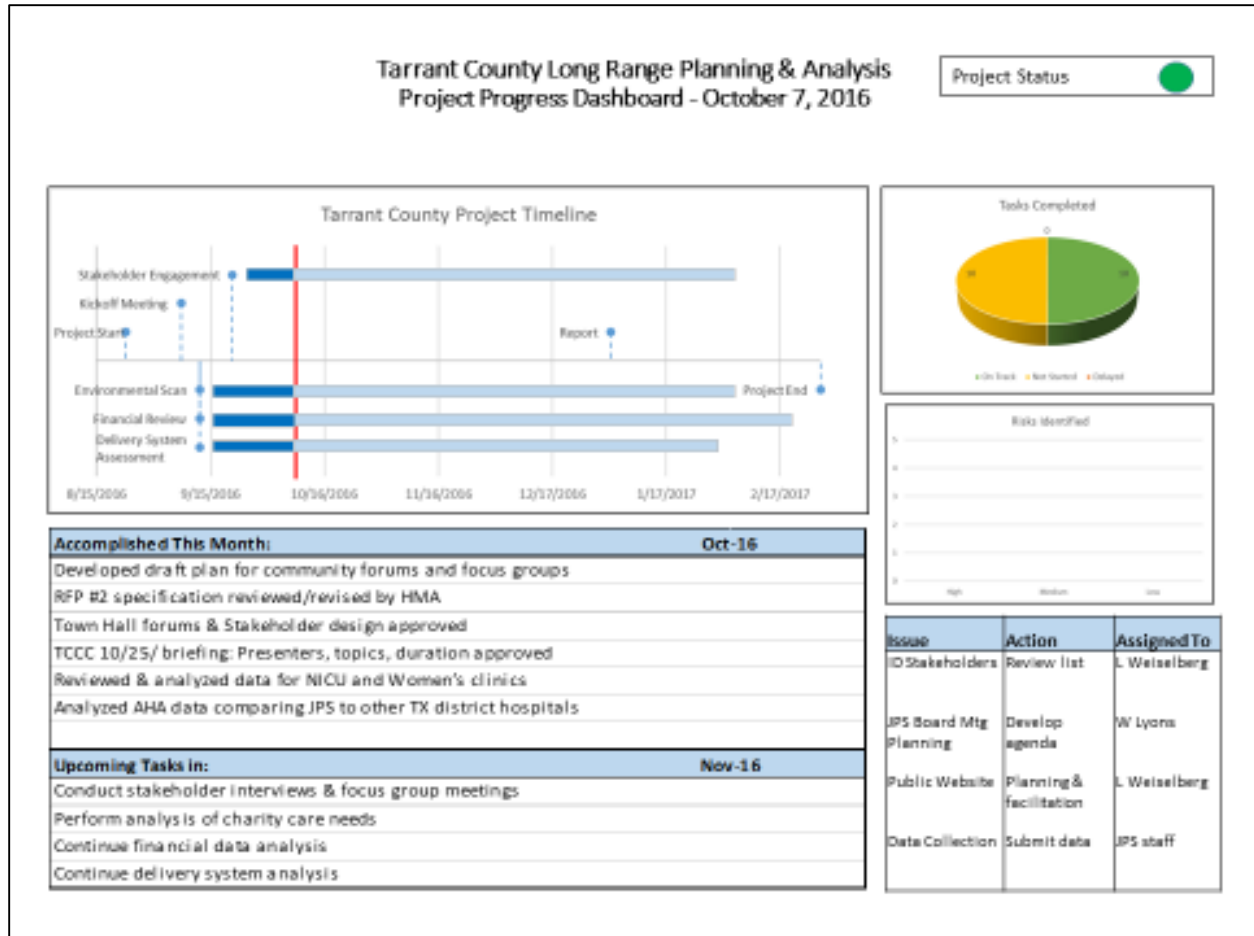 Tarrant County Long Range Planning & Analysis
Project Progress Dashboard - October 7, 2016
Project Status
Tarrant County Project Timeline
Stakeholder Engagement
Kickoff Meeting
Project Start
Report
Environmental Scan
Project End
Financial Review
Delivery System
Assessment
8/15/2016 9/15/2016 10/16/2016 11/16/2016 12/17/2016 1/17/2017 2/17/2017
Tasks Completed
0
On Track Not Started Delayed
Risks Identified
5
4
3
2
1
0
High Medium Low
Accomplished This Month: Oct-16
Developed draft plan for community forums and focus groups
RFP #2 specification reviewed/revised by HMA
Town Hall forums & Stakeholder design approved
TCCC 10/25/ briefing: Presenters, topics, duration approved
Reviewed & analyzed data for NICU and Women's clinics
Analyzed AHA data comparing JPS to other TX district hospitals
Upcoming Tasks in: Nov-16
Conduct stakeholder interviews & focus group meetings
Perform analysis of charity care needs
Continue financial data analysis
Continue delivery system analysis
Issue Action Assigned To
ID Stakeholders Review list L Weiselberg
JPS Board Mtg Develop W Lyons
Planning agenda
Public Website Planning & L Weiselberg
facilitation
Data Collection Submit data JPS staff